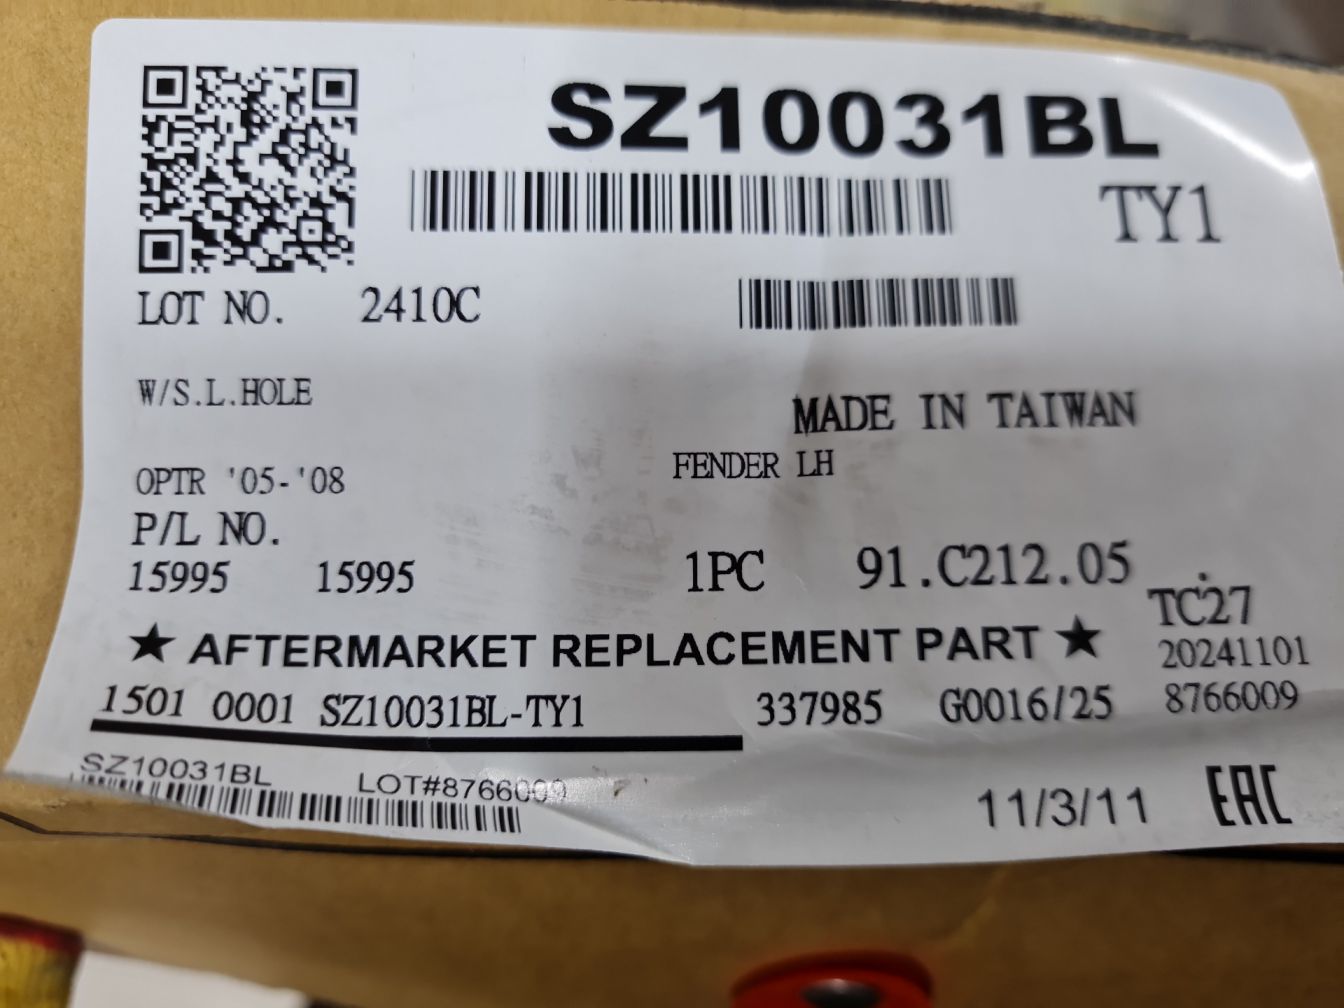 SZ10031BL
TY1
LOT NO. 2410C
W/S.L.HOLE
MADE IN TAIWAN
FENDER LH
OPTR '05-'08
P/L NO.
15995 15995
1PC 91.C212.05
TC27
★ AFTERMARKET REPLACEMENT PART ★
20241101
1501 0001 SZ10031BL-TY1 337985 G0016/25 8766009
SZ10031BL LOT#8766009
11/3/11 EAC